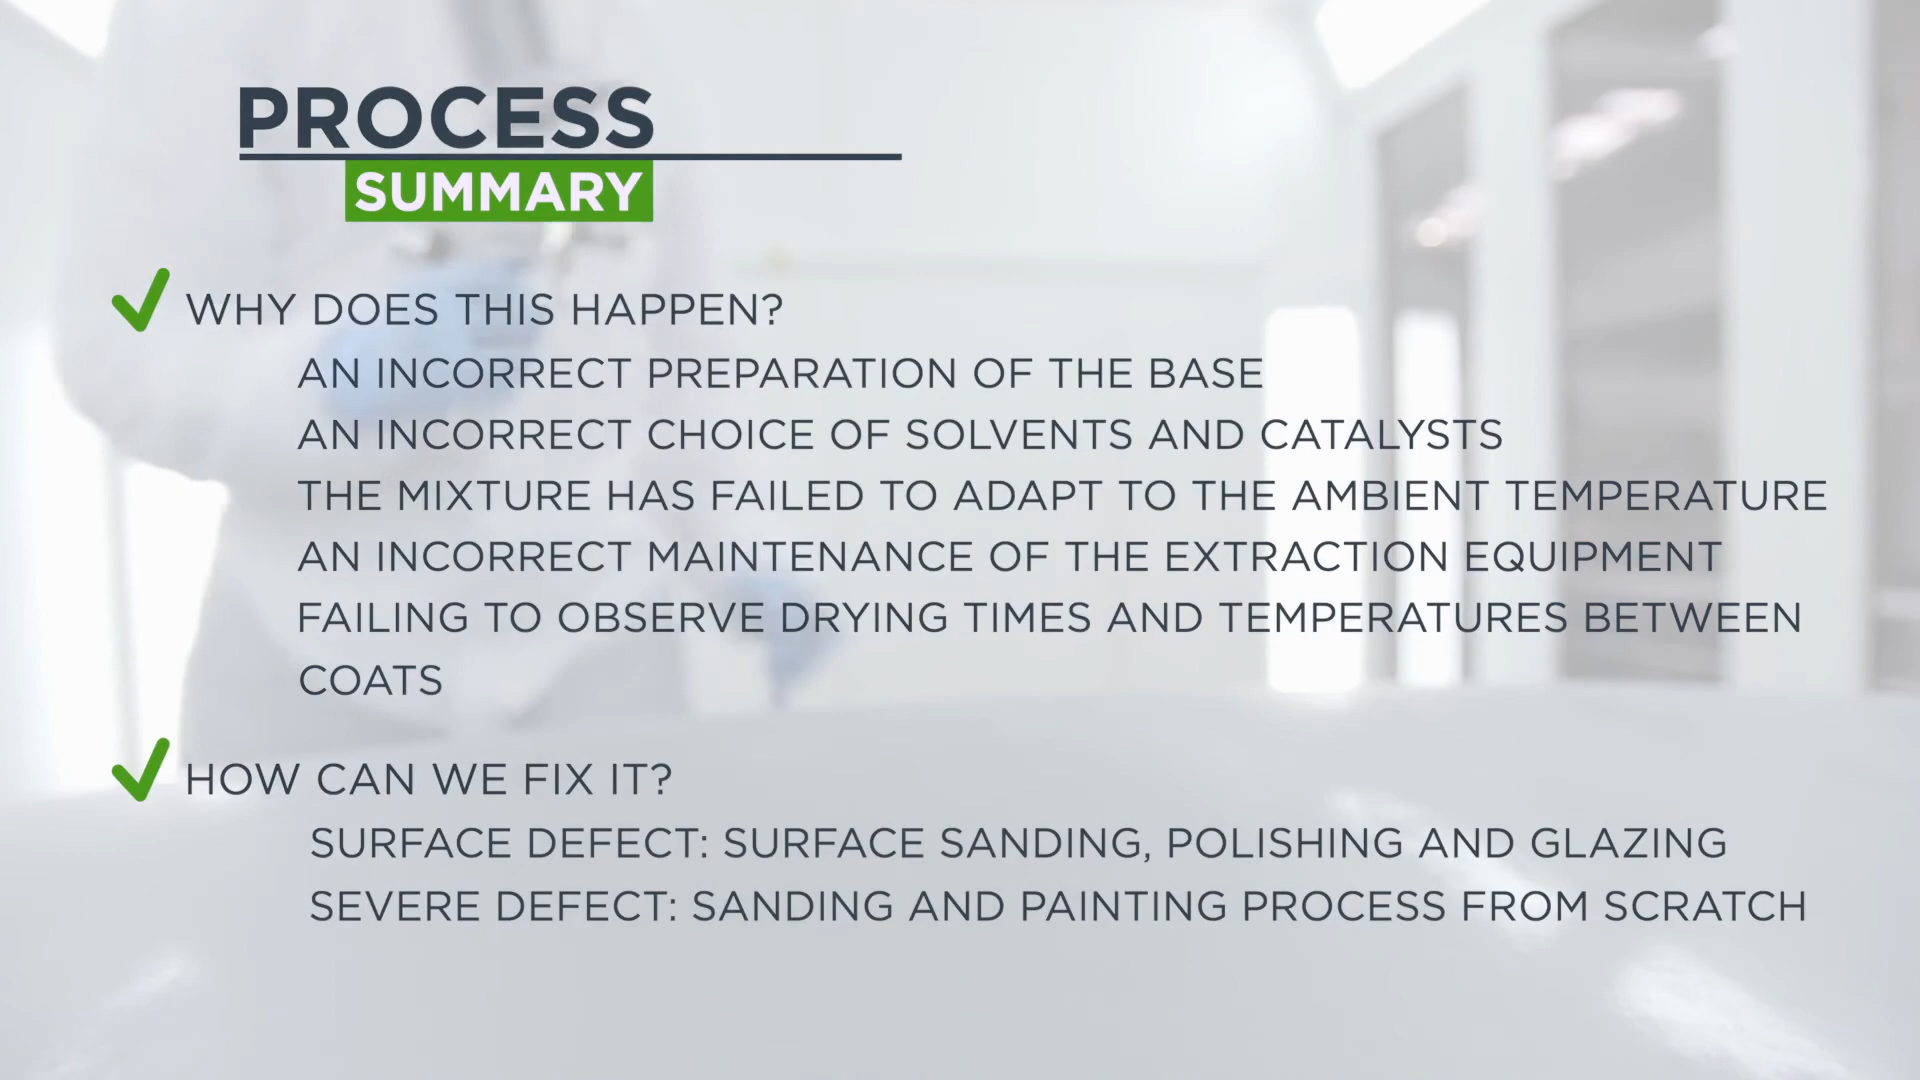 PROCESS
SUMMARY
WHY DOES THIS HAPPEN?
AN INCORRECT PREPARATION OF THE BASE
AN INCORRECT CHOICE OF SOLVENTS AND CATALYSTS
THE MIXTURE HAS FAILED TO ADAPT TO THE AMBIENT TEMPERATURE
AN INCORRECT MAINTENANCE OF THE EXTRACTION EQUIPMENT
FAILING TO OBSERVE DRYING TIMES AND TEMPERATURES BETWEEN
COATS
HOW CAN WE FIX IT?
SURFACE DEFECT: SURFACE SANDING, POLISHING AND GLAZING
SEVERE DEFECT: SANDING AND PAINTING PROCESS FROM SCRATCH